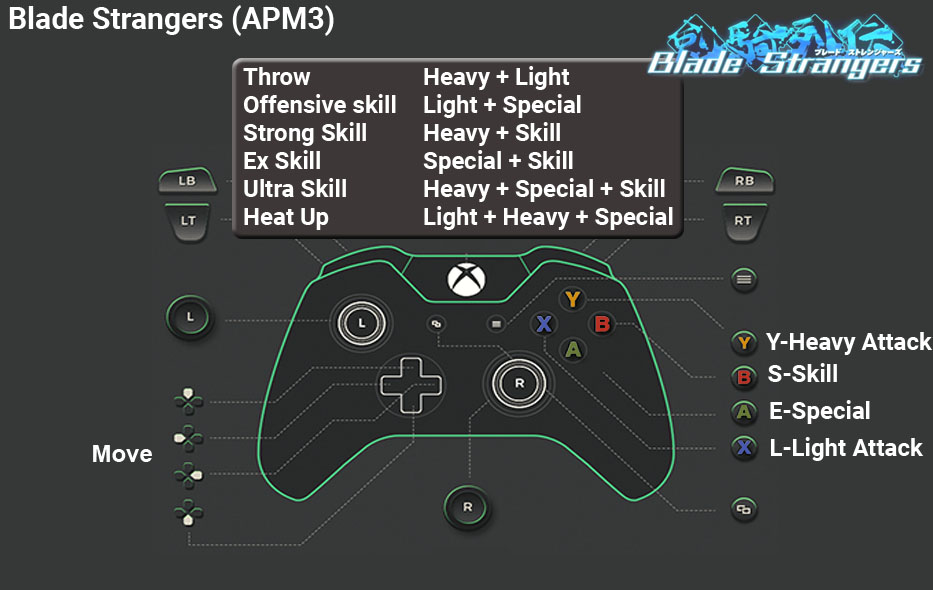 Blade Strangers (APM3)
ブレード ストレンジャーズ
Blade Strangers
Throw Heavy + Light
Offensive skill Light + Special
Strong Skill Heavy + Skill
Ex Skill Special + Skill
Ultra Skill Heavy + Special + Skill
Heat Up Light + Heavy + Special
LB
RB
LT
RT
Y
L
X
B
L
A
Y Y-Heavy Attack
B S-Skill
R
A E-Special
X L-Light Attack
Move
R